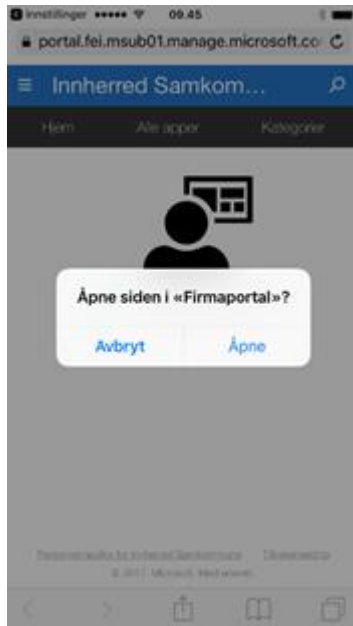 Innstillinger 09.45
portal.fei.msub01.manage.microsoft.co
Innherred Samkom...
Hjem Alle apper Kategorier
Åpne siden i «Firmaportal»?
Avbryt Åpne
© 2017, Microsoft. Med enerett.